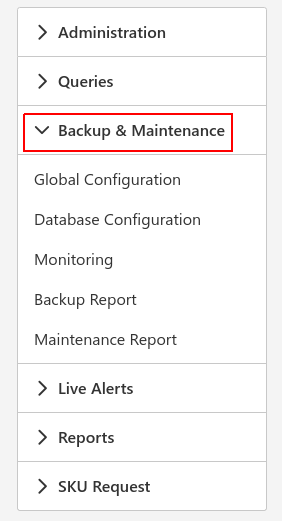 Administration
Queries
Backup & Maintenance
Global Configuration
Database Configuration
Monitoring
Backup Report
Maintenance Report
Live Alerts
Reports
SKU Request